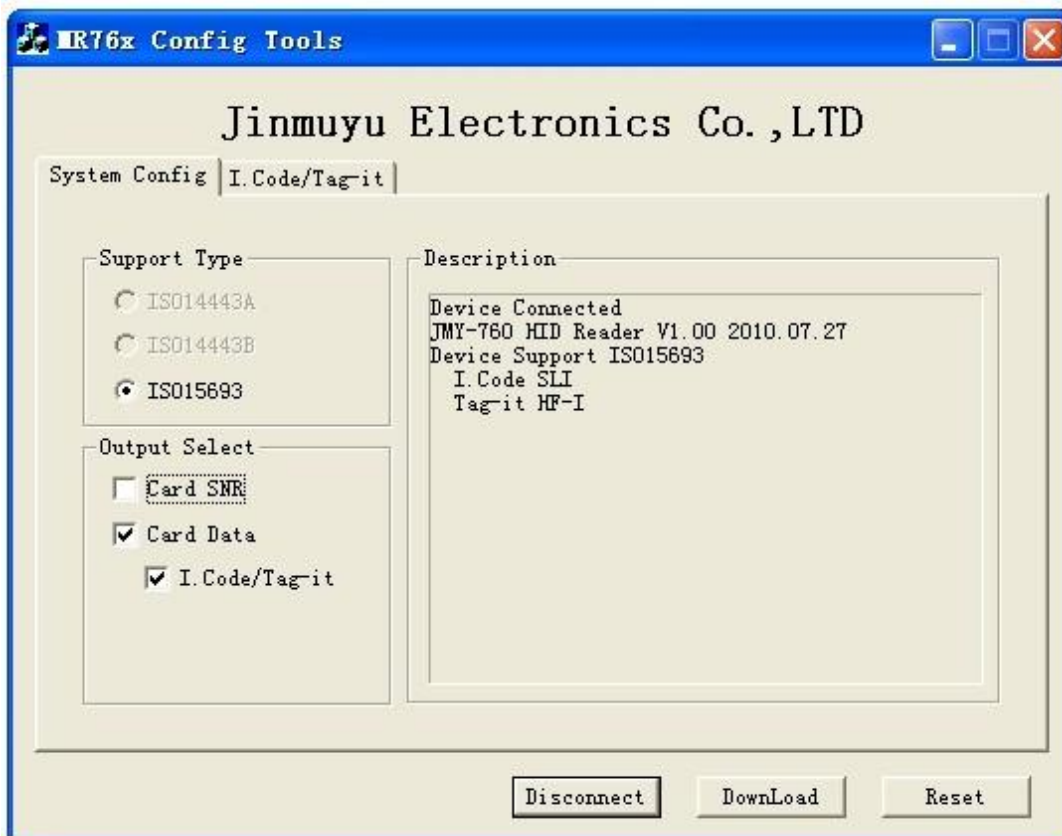 MR76x Config Tools
Jinmuyu Electronics Co.,LTD
System Config
I.Code/Tag-it
Support Type
ISO14443A
ISO14443B
ISO15693
Output Select
Card SNR
Card Data
I.Code/Tag-it
Description
Device Connected
JMY-760 HID Reader V1.00 2010.07.27
Device Support ISO15693
I.Code SLI
Tag-it HF-I
Disconnect
DownLoad
Reset